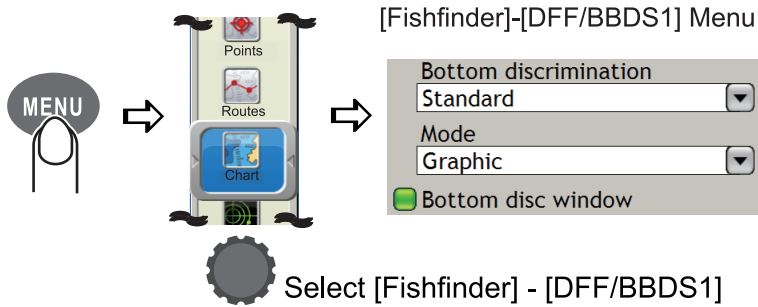 [Fishfinder]-[DFF/BBDS1] Menu
MENU
Points
Routes
Chart
Bottom discrimination
Standard
Mode
Graphic
Bottom disc window
Select [Fishfinder] - [DFF/BBDS1]